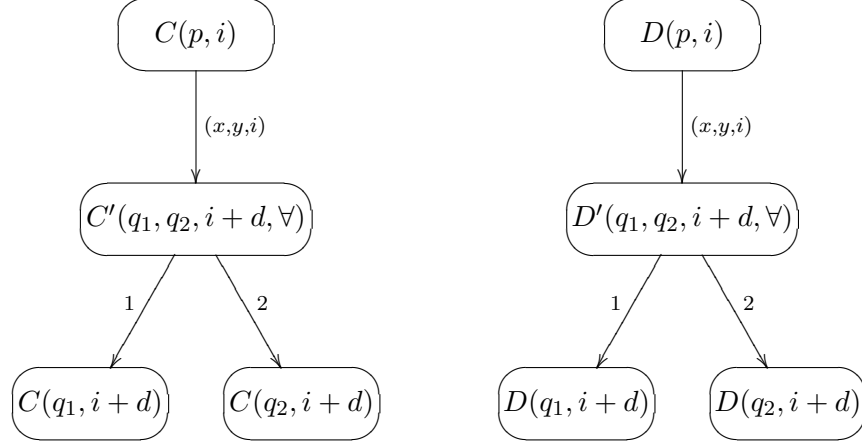 C(p, i) D(p, i)
(x,y,i) (x,y,i)
C′(q₁, q₂, i + d, ∀) D′(q₁, q₂, i + d, ∀)
1 2 1 2
C(q₁, i + d) C(q₂, i + d) D(q₁, i + d) D(q₂, i + d)